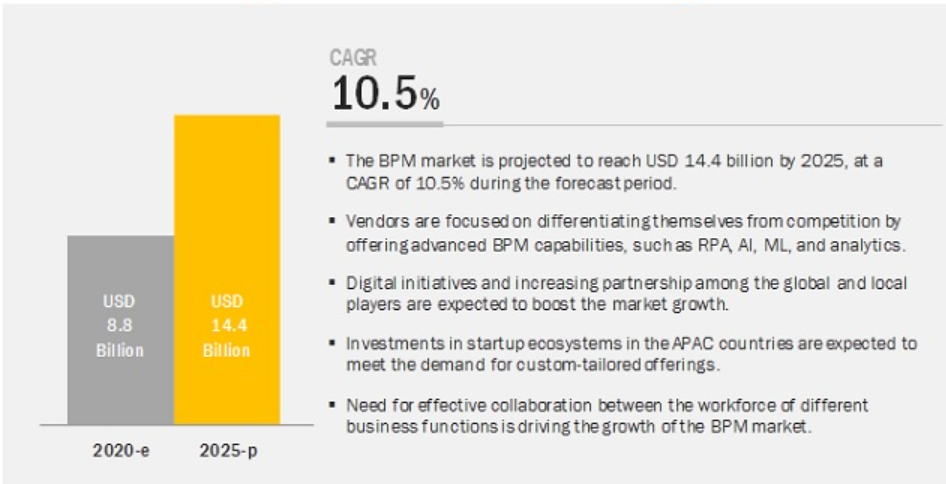 CAGR
10.5%
▪ The BPM market is projected to reach USD 14.4 billion by 2025, at a
CAGR of 10.5% during the forecast period.
▪ Vendors are focused on differentiating themselves from competition by
offering advanced BPM capabilities, such as RPA, AI, ML, and analytics.
▪ Digital initiatives and increasing partnership among the global and local
players are expected to boost the market growth.
▪ Investments in startup ecosystems in the APAC countries are expected to
meet the demand for custom-tailored offerings.
▪ Need for effective collaboration between the workforce of different
business functions is driving the growth of the BPM market.
USD
8.8
Billion
USD
14.4
Billion
2020-e
2025-p